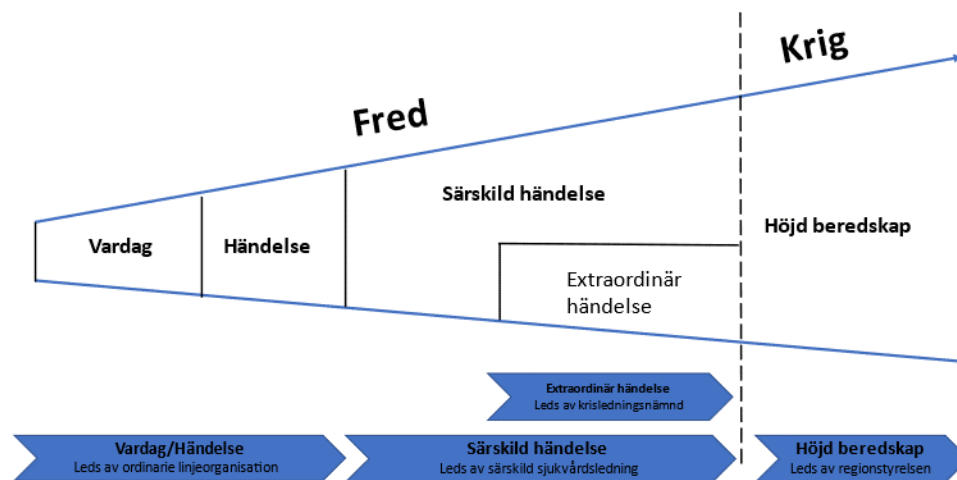 Krig
Fred
Särskild händelse
Höjd beredskap
Vardag
Händelse
Extraordinär
händelse
Extraordinär händelse
Leds av krisledningsnämnd
Vardag/Händelse
Leds av ordinarie linjeorganisation
Särskild händelse
Leds av särskild sjukvårdsledning
Höjd beredskap
Leds av regionstyrelsen